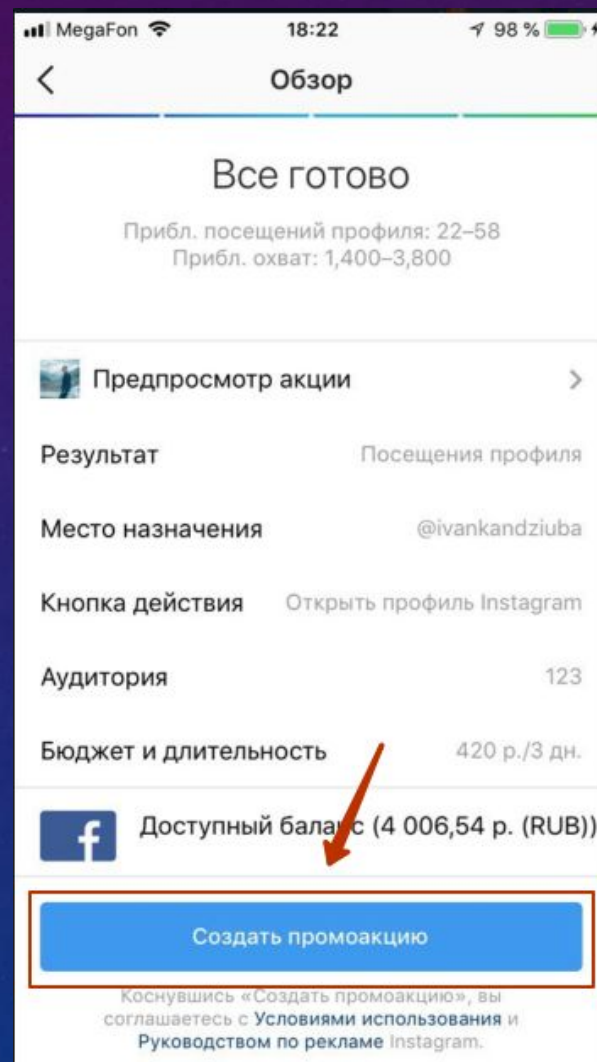 MegaFon 18:22 98 %
Обзор
Все готово
Прибл. посещений профиля: 22–58
Прибл. охват: 1,400–3,800
Предпросмотр акции
Результат Посещения профиля
Место назначения @ivankandziuba
Кнопка действия Открыть профиль Instagram
Аудитория 123
Бюджет и длительность 420 р./3 дн.
f Доступный баланс (4 006,54 р. (RUB))
Создать промоакцию
Коснувшись «Создать промоакцию», вы
соглашаетесь с Условиями использования и
Руководством по рекламе Instagram.